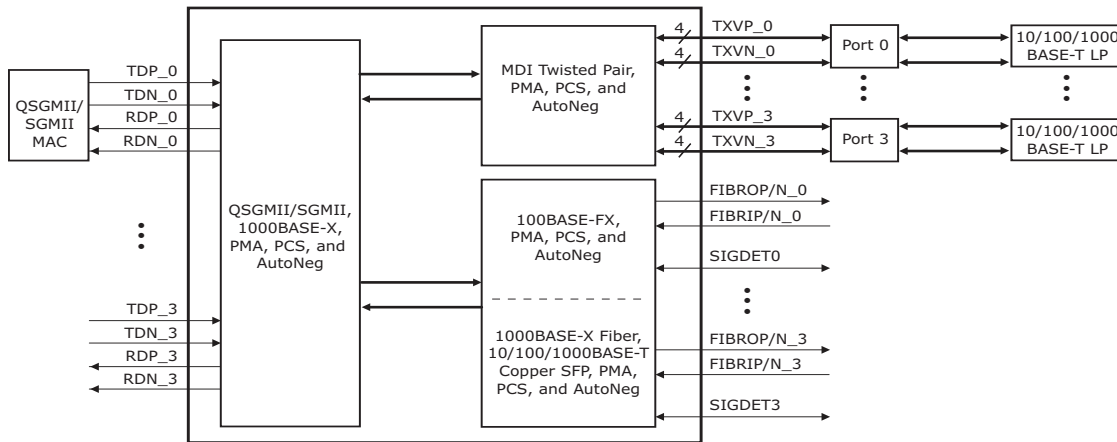 QSGMII/
SGMII
MAC
TDP_0
TDN_0
RDP_0
RDN_0
TDP_3
TDN_3
RDP_3
RDN_3
QSGMII/SGMII,
1000BASE-X,
PMA, PCS, and
AutoNeg
MDI Twisted Pair,
PMA, PCS, and
AutoNeg
100BASE-FX,
PMA, PCS, and
AutoNeg
1000BASE-X Fiber,
10/100/1000BASE-T
Copper SFP, PMA,
PCS, and AutoNeg
4 TXVP_0
4 TXVN_0
4 TXVP_3
4 TXVN_3
Port 0
Port 3
10/100/1000
BASE-T LP
10/100/1000
BASE-T LP
FIBROP/N_0
FIBRIP/N_0
SIGDET0
FIBROP/N_3
FIBRIP/N_3
SIGDET3